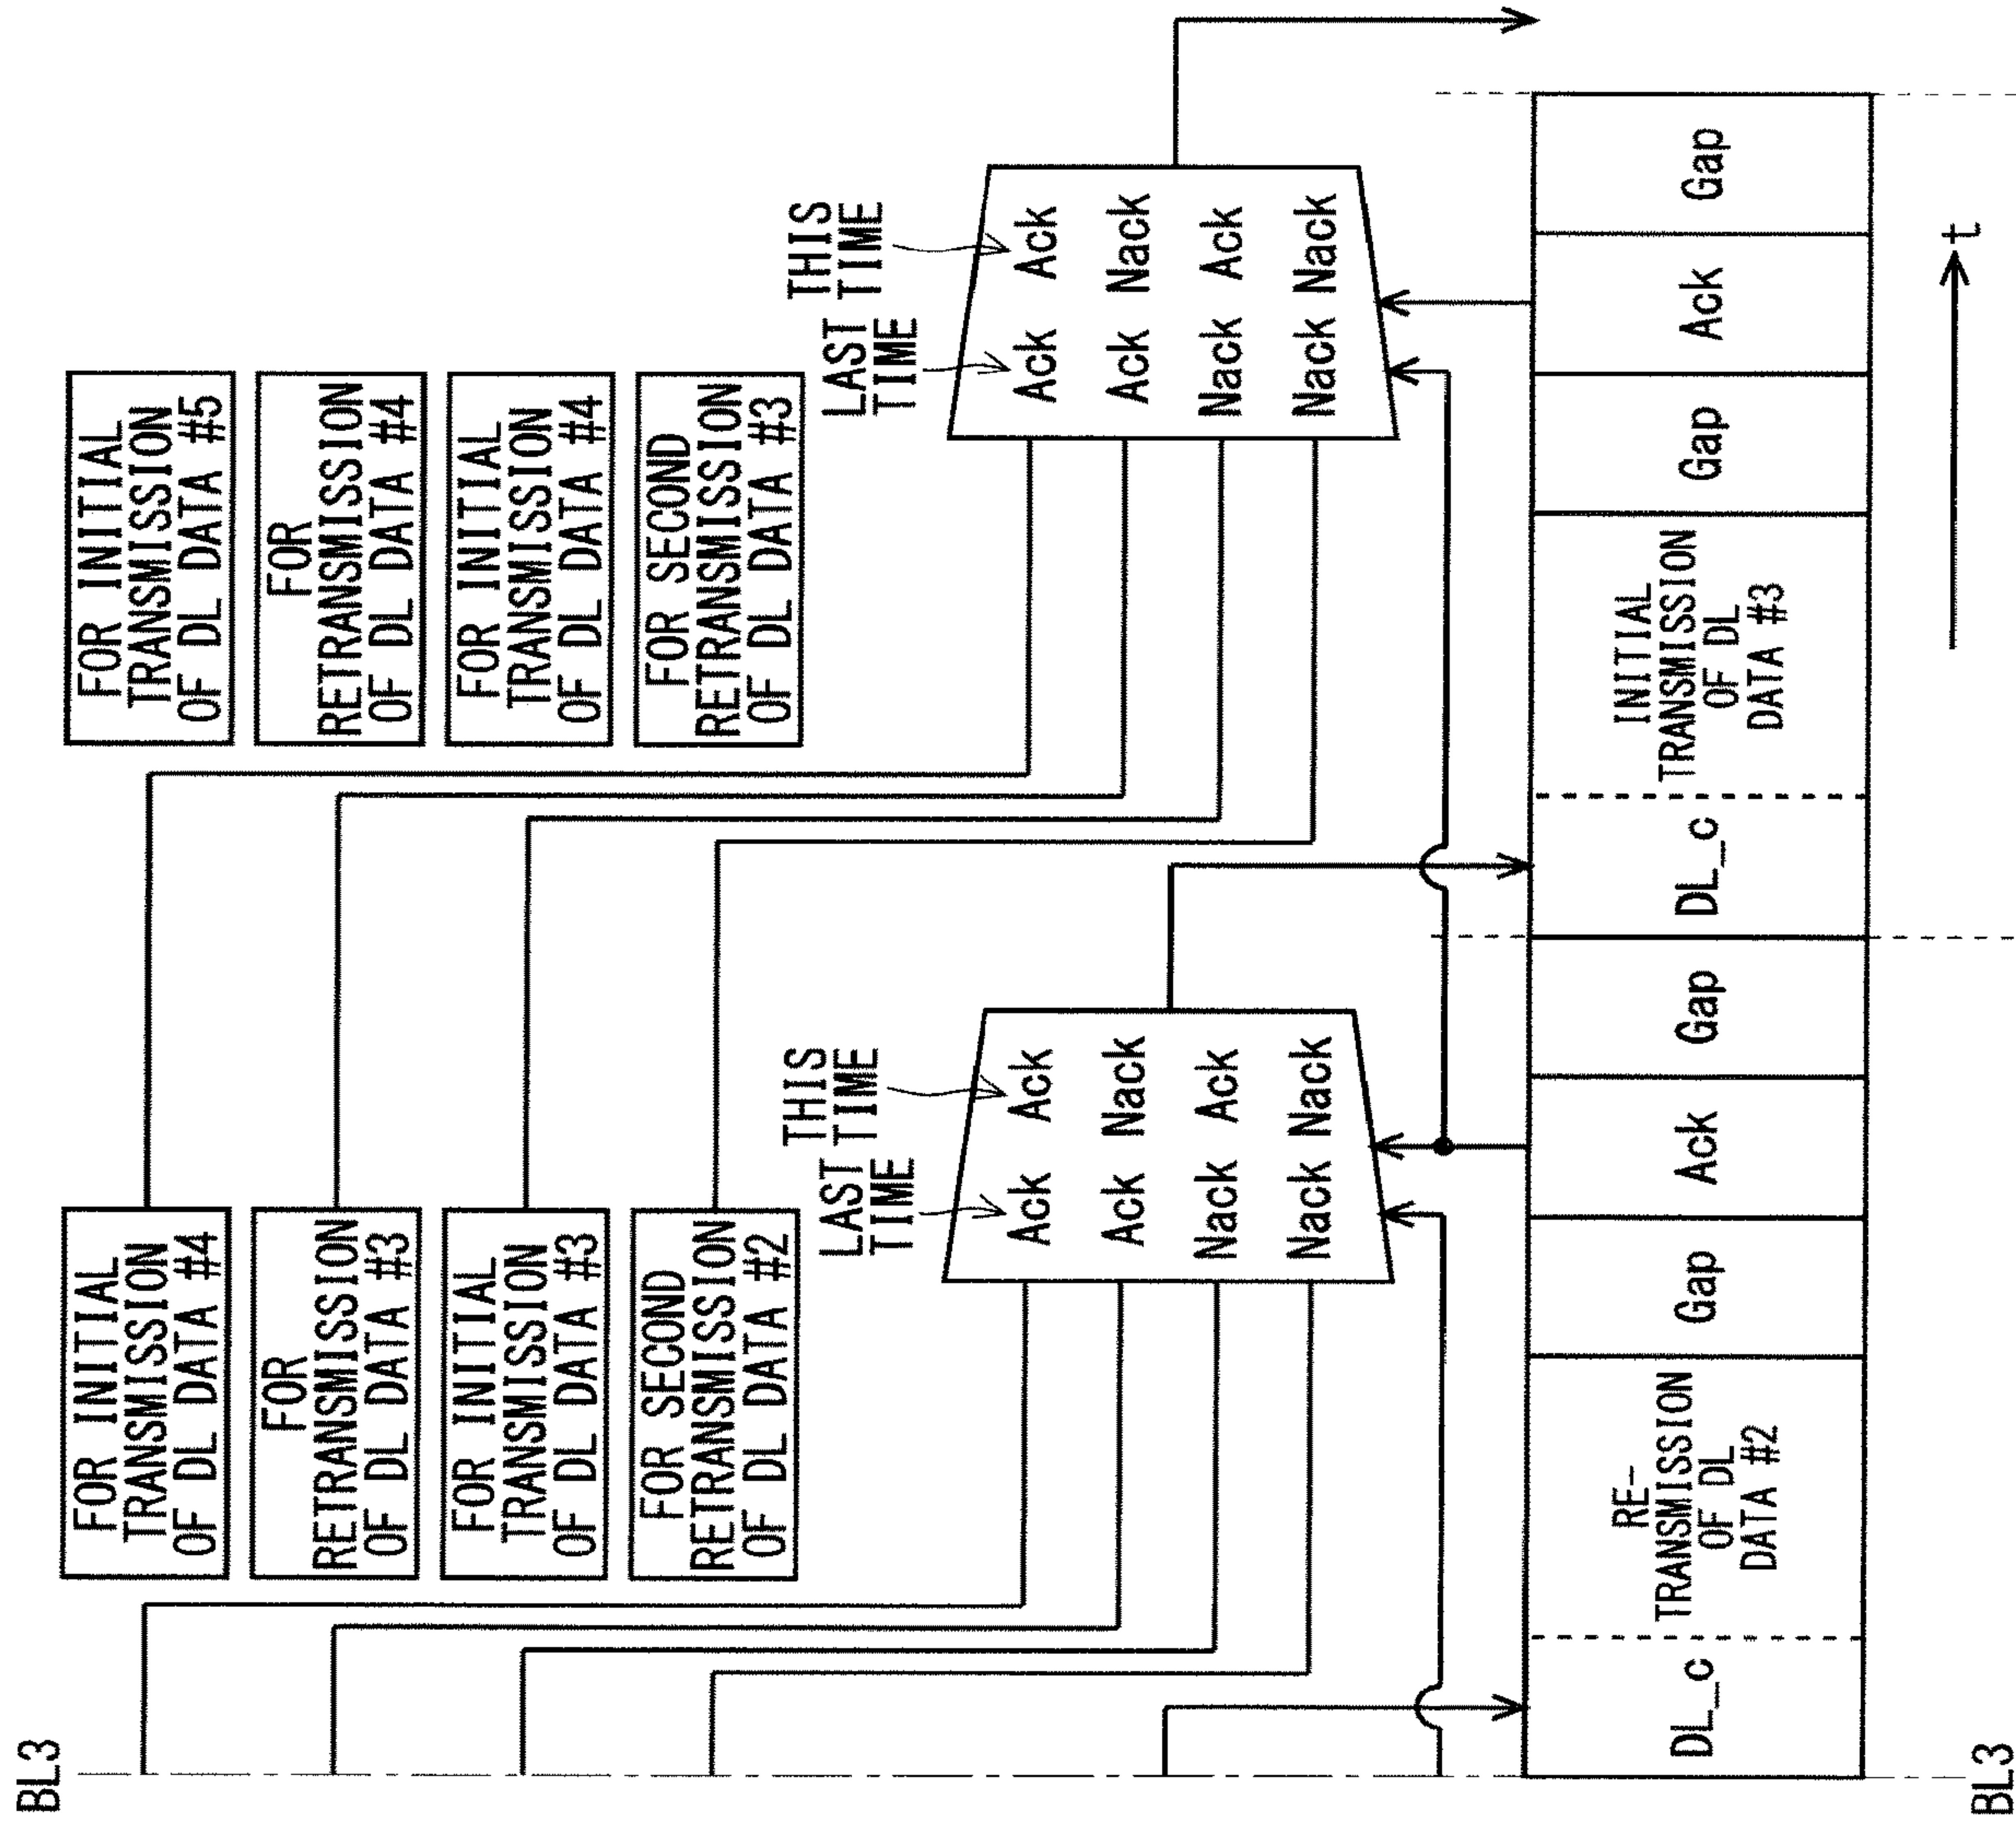 BL3
FOR INITIAL
TRANSMISSION
OF DL DATA #4
FOR
RETRANSMISSION
OF DL DATA #3
FOR INITIAL
TRANSMISSION
OF DL DATA #3
FOR SECOND
RETRANSMISSION
OF DL DATA #2
FOR INITIAL
TRANSMISSION
OF DL DATA #5
FOR
RETRANSMISSION
OF DL DATA #4
FOR INITIAL
TRANSMISSION
OF DL DATA #4
FOR SECOND
RETRANSMISSION
OF DL DATA #3
LAST
TIME
THIS
TIME
Ack Ack
Ack Nack
Nack Ack
Nack Nack
LAST
TIME
THIS
TIME
Ack Ack
Ack Nack
Nack Ack
Nack Nack
DL_c
RE-
TRANSMISSION
OF DL
DATA #2
Gap
Ack
Gap
DL_c
INITIAL
TRANSMISSION
OF DL
DATA #3
Gap
Ack
Gap
t
BL3